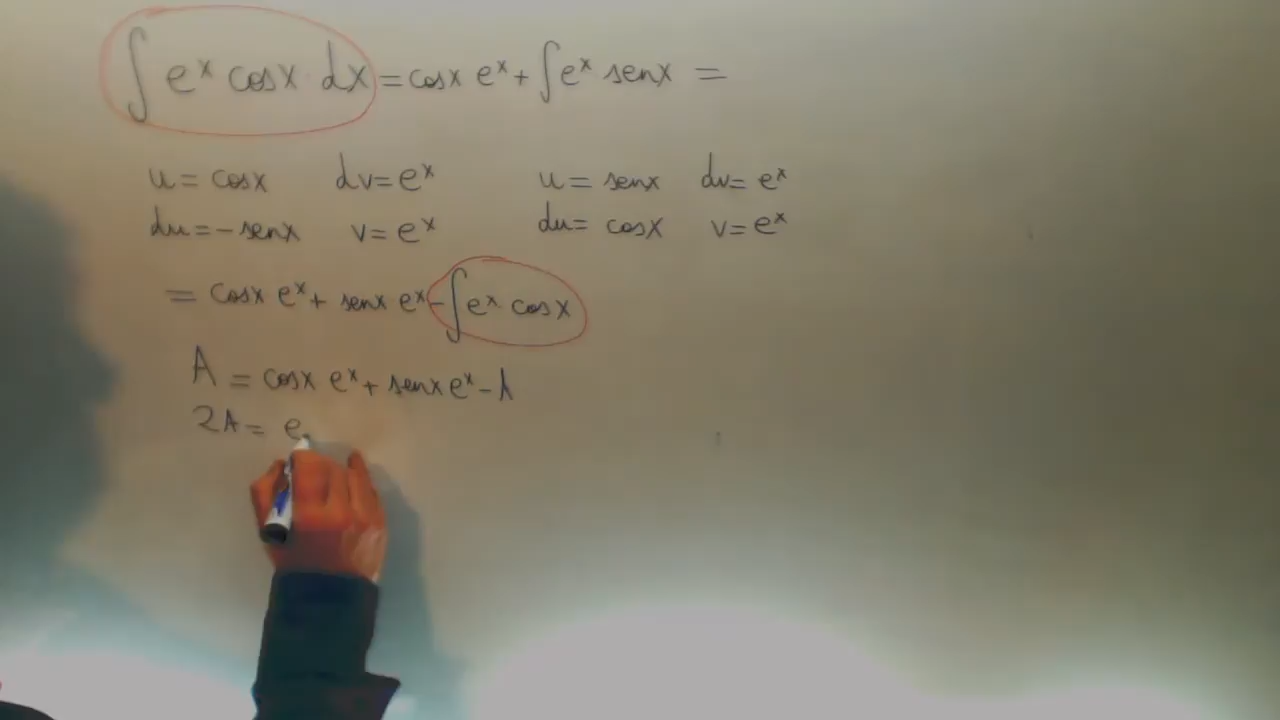 ∫ eˣ cosx dx = cosx eˣ + ∫ eˣ senx =
u = cosx dv = eˣ u = senx dv = eˣ
du = - senx v = eˣ du = cosx v = eˣ
= cosx eˣ + senx eˣ - ∫ eˣ cosx
A = cosx eˣ + senx eˣ - A
2A = e